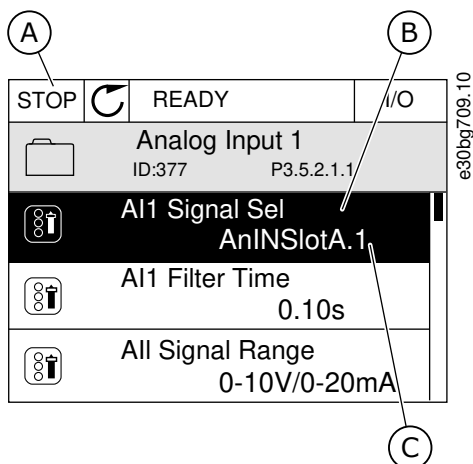 A
B
STOP
READY
I/O
Analog Input 1
ID:377
P3.5.2.1.1
AI1 Signal Sel
AnINSlotA.1
AI1 Filter Time
0.10s
AII Signal Range
0-10V/0-20mA
C
e30bg709.10